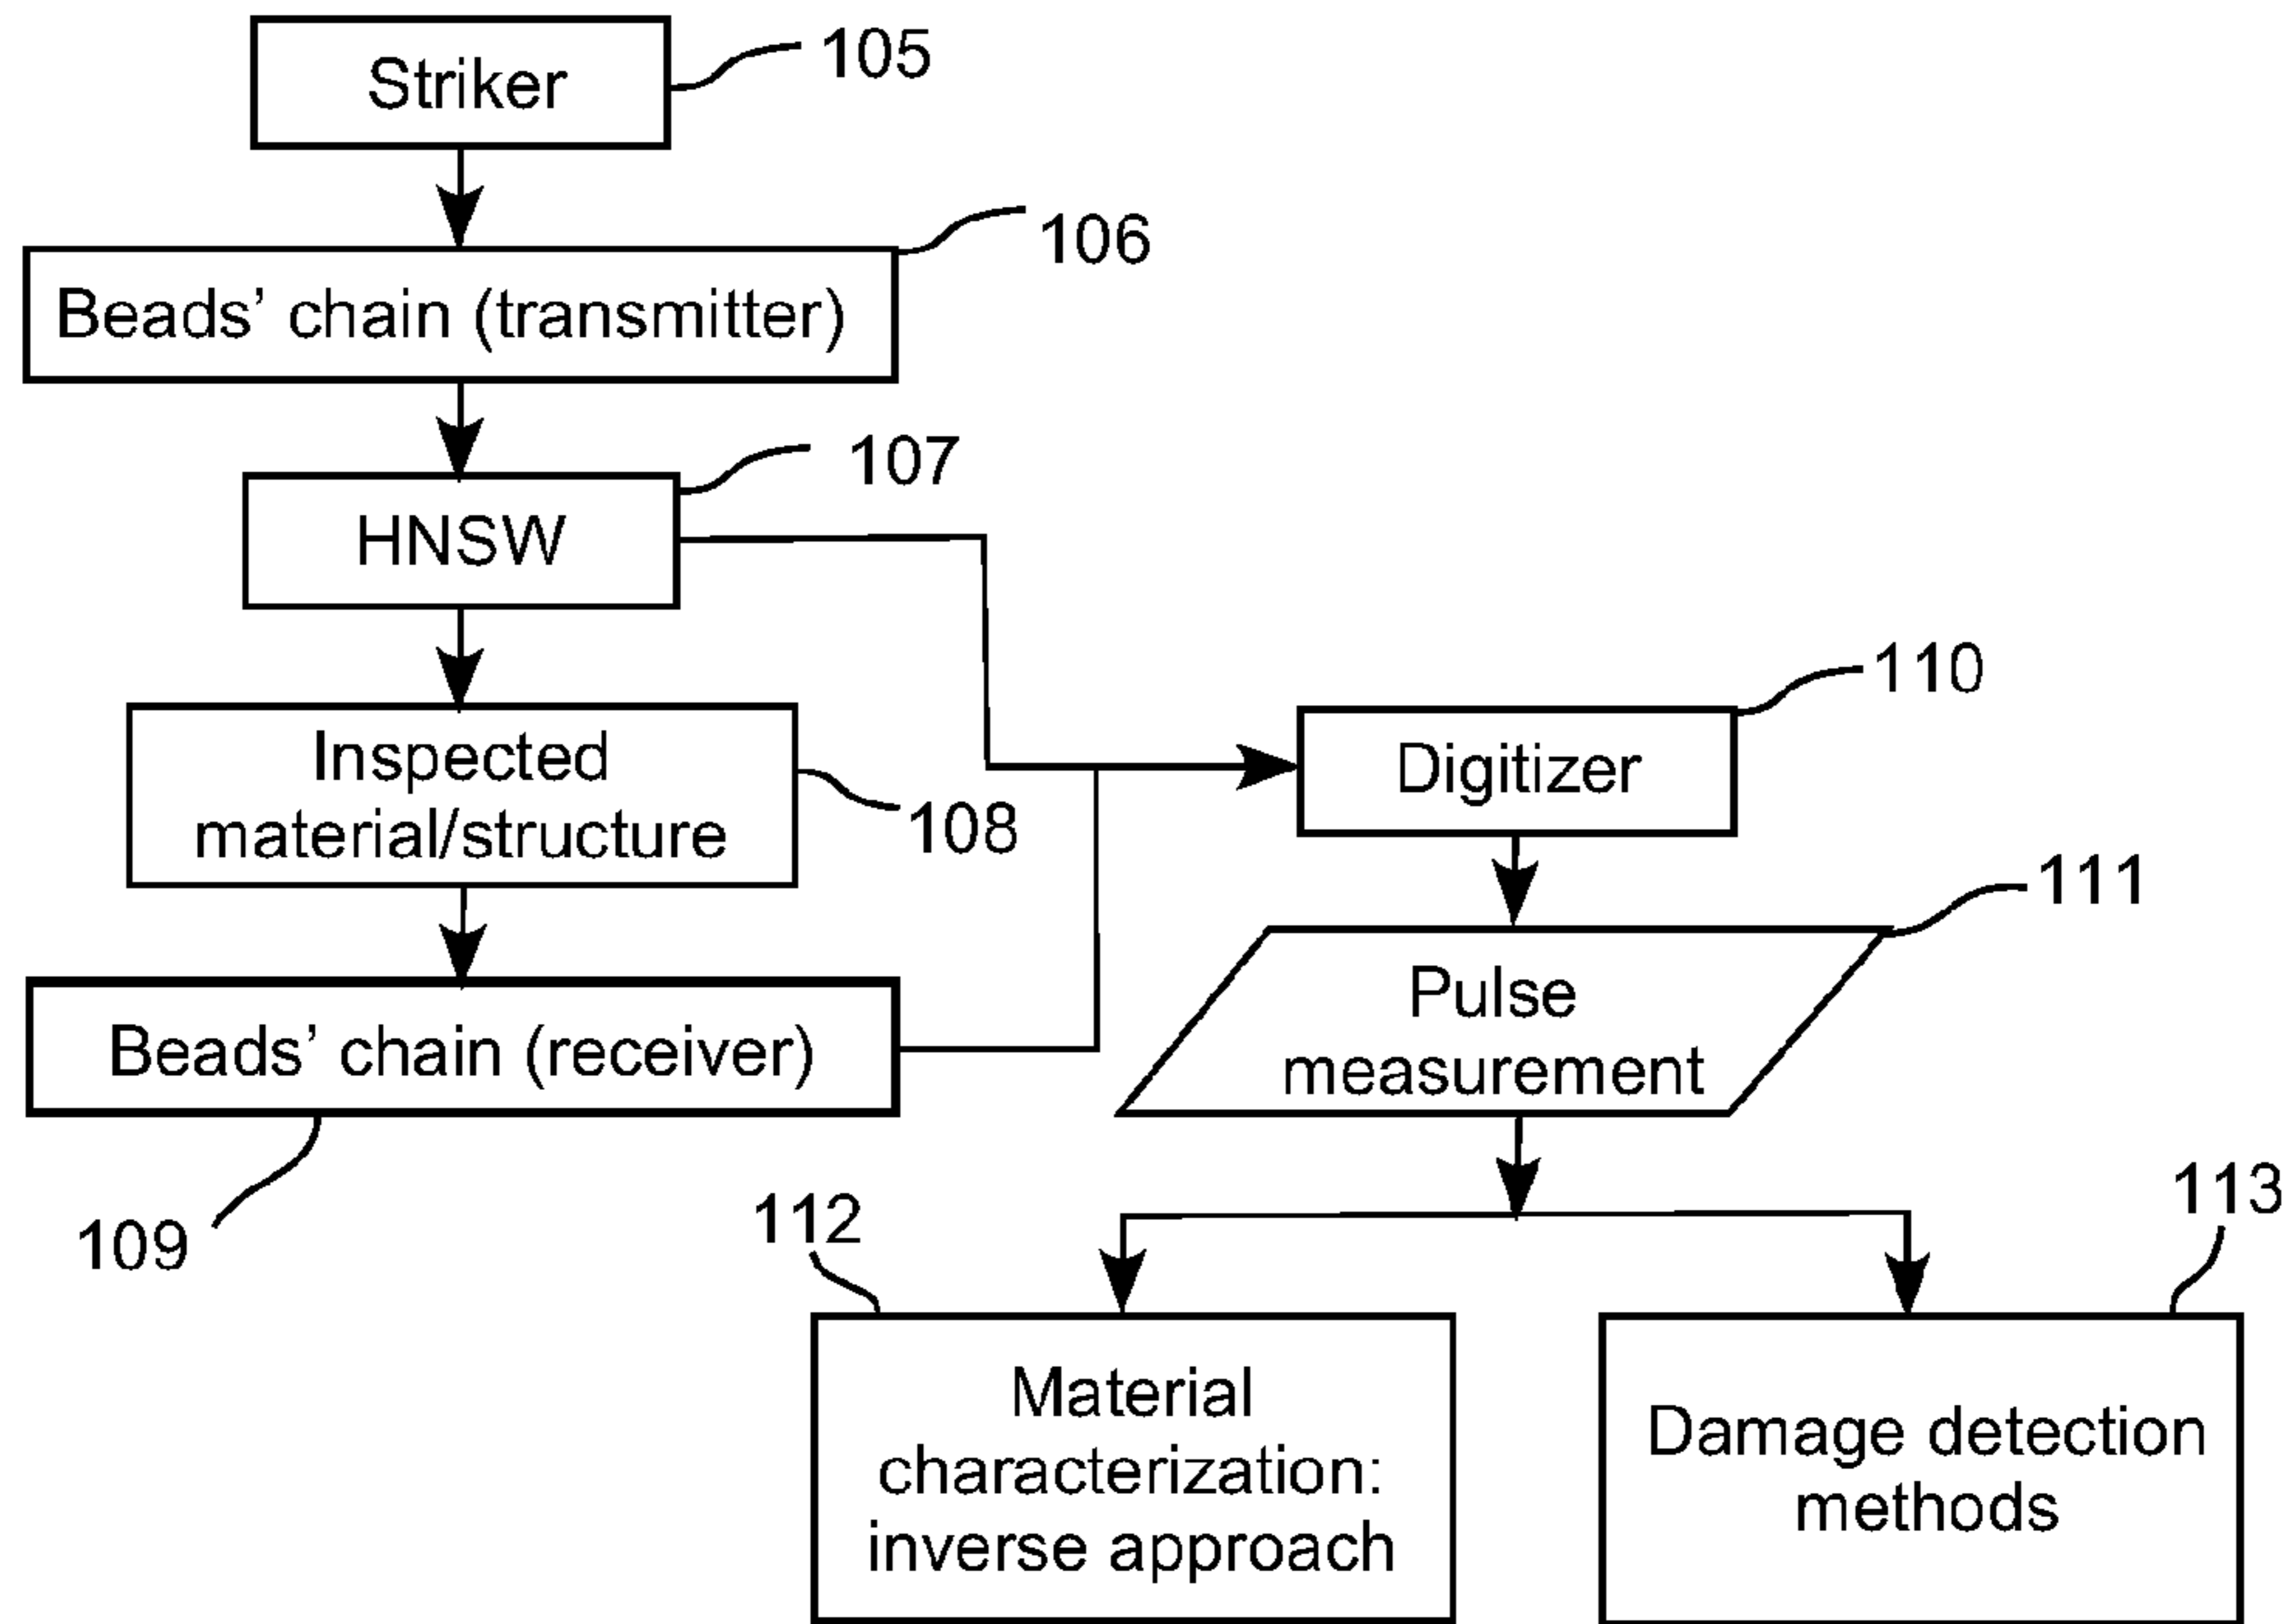 Striker
105
Beads’ chain (transmitter)
106
HNSW
107
Inspected
material/structure
108
Beads’ chain (receiver)
109
Digitizer
110
Pulse
measurement
111
112
Material
characterization:
inverse approach
113
Damage detection
methods